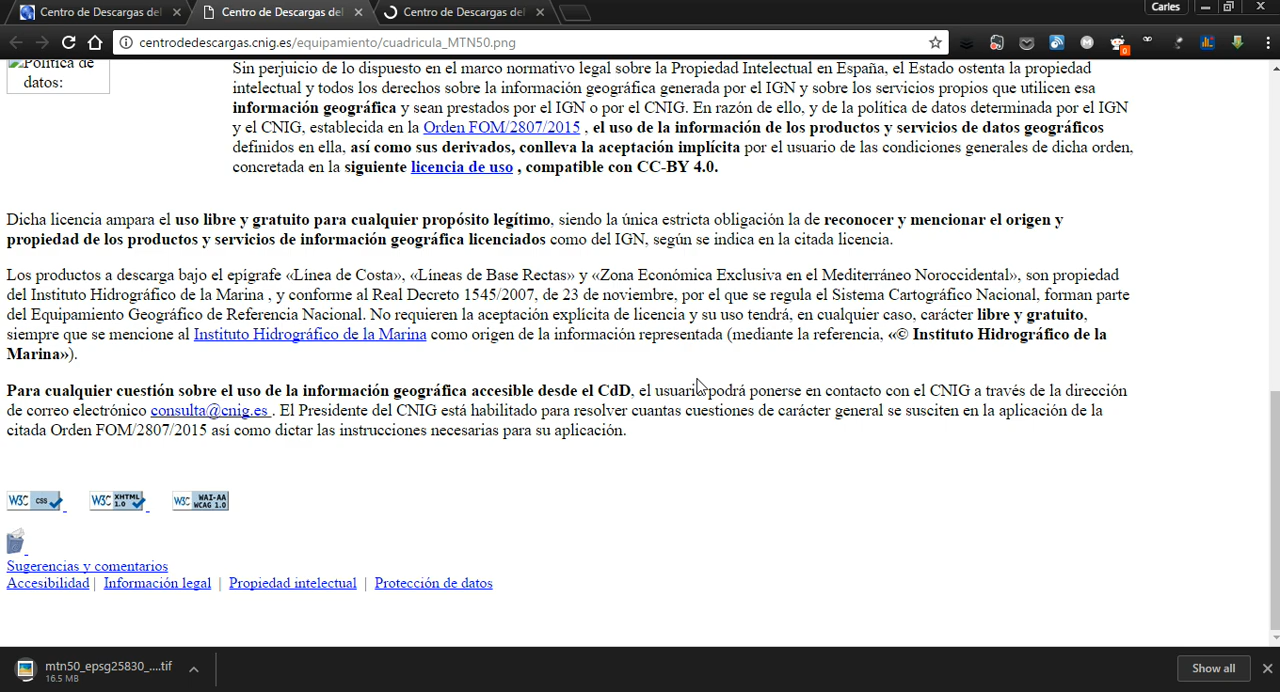 Centro de Descargas del
Centro de Descargas del
Centro de Descargas del
Carles
centrodedescargas.cnig.es/equipamiento/cuadricula_MTN50.png
0
Política de
datos:
Sin perjuicio de lo dispuesto en el marco normativo legal sobre la Propiedad Intelectual en España, el Estado ostenta la propiedad
intelectual y todos los derechos sobre la información geográfica generada por el IGN y sobre los servicios propios que utilicen esa
información geográfica y sean prestados por el IGN o por el CNIG. En razón de ello, y de la política de datos determinada por el IGN
y el CNIG, establecida en la Orden FOM/2807/2015 , el uso de la información de los productos y servicios de datos geográficos
definidos en ella, así como sus derivados, conlleva la aceptación implícita por el usuario de las condiciones generales de dicha orden,
concretada en la siguiente licencia de uso , compatible con CC-BY 4.0.
Dicha licencia ampara el uso libre y gratuito para cualquier propósito legítimo, siendo la única estricta obligación la de reconocer y mencionar el origen y
propiedad de los productos y servicios de información geográfica licenciados como del IGN, según se indica en la citada licencia.
Los productos a descarga bajo el epígrafe «Línea de Costa», «Líneas de Base Rectas» y «Zona Económica Exclusiva en el Mediterráneo Noroccidental», son propiedad
del Instituto Hidrográfico de la Marina , y conforme al Real Decreto 1545/2007, de 23 de noviembre, por el que se regula el Sistema Cartográfico Nacional, forman parte
del Equipamiento Geográfico de Referencia Nacional. No requieren la aceptación explícita de licencia y su uso tendrá, en cualquier caso, carácter libre y gratuito,
siempre que se mencione al Instituto Hidrográfico de la Marina como origen de la información representada (mediante la referencia, «© Instituto Hidrográfico de la
Marina»).
Para cualquier cuestión sobre el uso de la información geográfica accesible desde el CdD, el usuario podrá ponerse en contacto con el CNIG a través de la dirección
de correo electrónico consulta@cnig.es . El Presidente del CNIG está habilitado para resolver cuantas cuestiones de carácter general se susciten en la aplicación de la
citada Orden FOM/2807/2015 así como dictar las instrucciones necesarias para su aplicación.
W3C CSS W3C XHTML 1.0 W3C WAI-AA WCAG 1.0
Sugerencias y comentarios
Accesibilidad | Información legal | Propiedad intelectual | Protección de datos
mtn50_epsg25830_....tif
16.5 MB
Show all